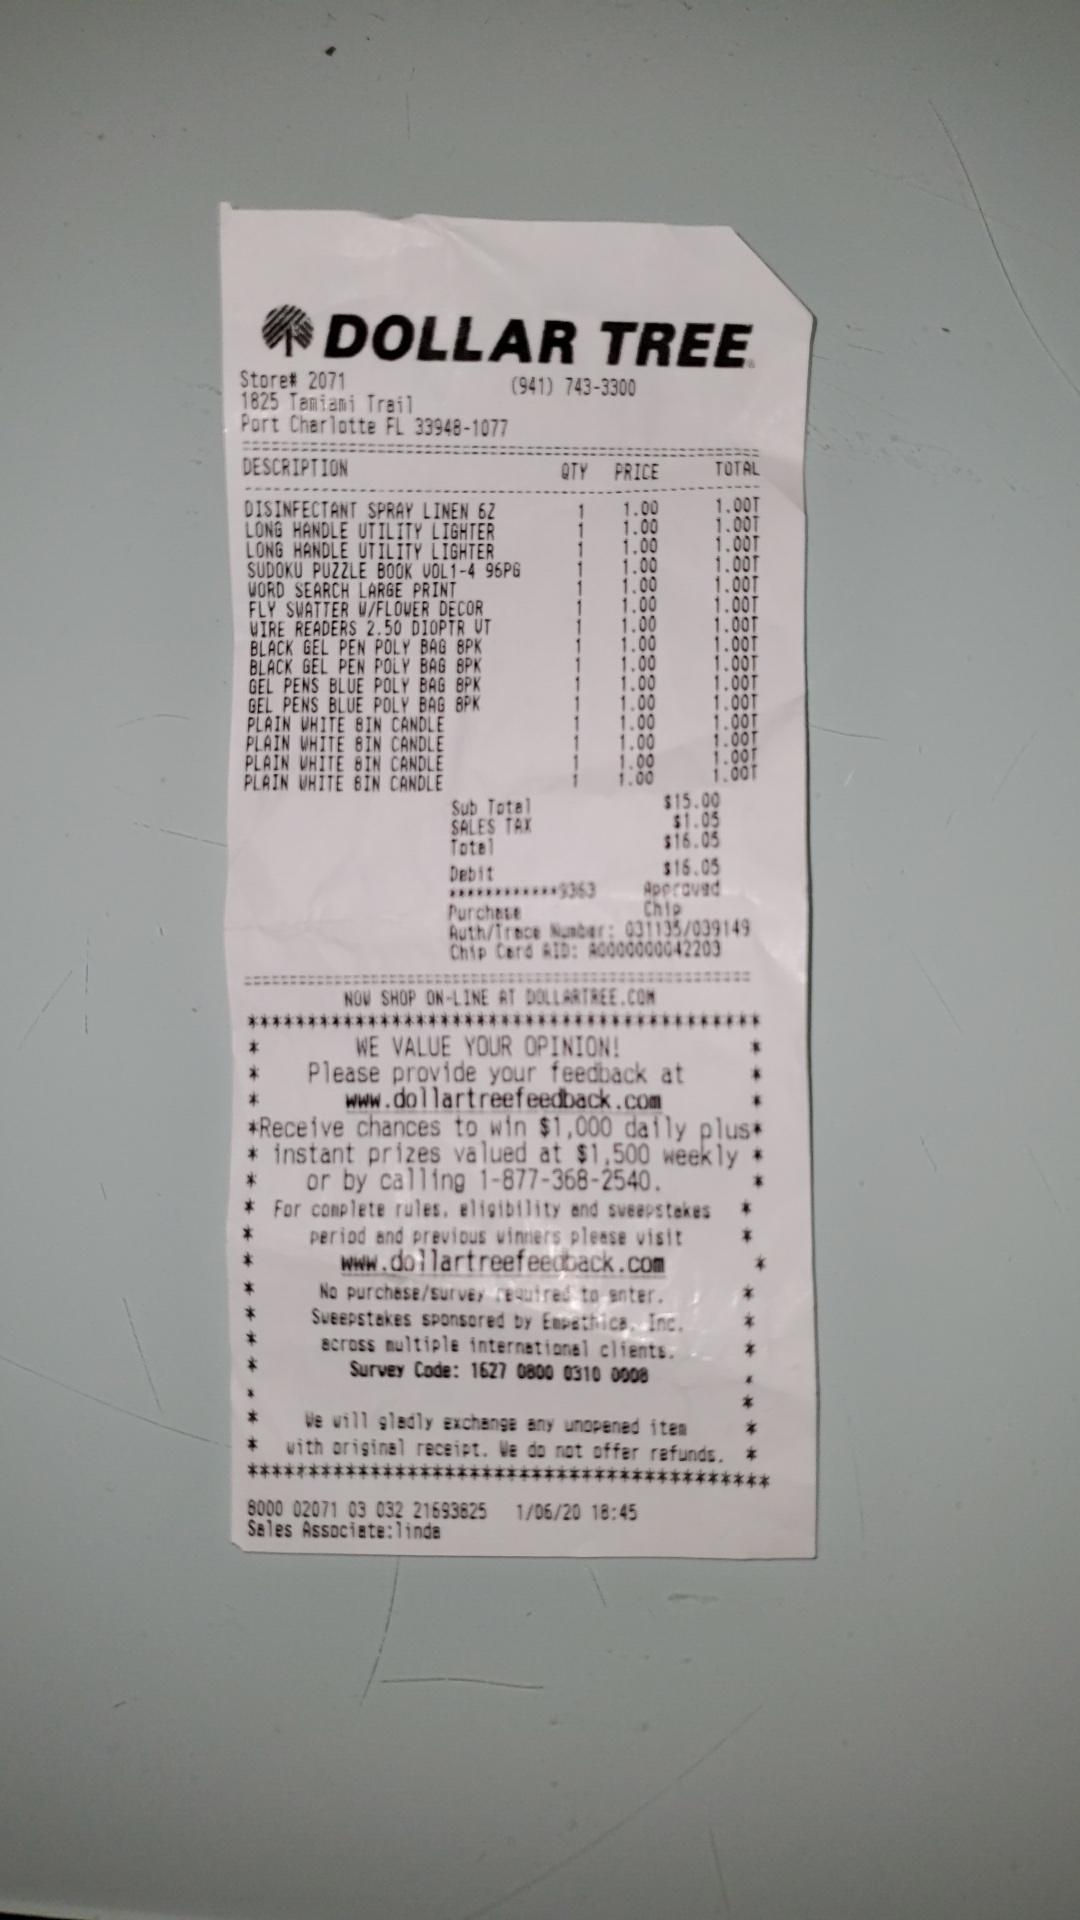 DOLLAR TREE
Store# 2071 (941) 743-3300
1825 Tamiami Trail
Port Charlotte FL 33948-1077
DESCRIPTION QTY PRICE TOTAL
DISINFECTANT SPRAY LINEN 6Z 1 1.00 1.00T
LONG HANDLE UTILITY LIGHTER 1 1.00 1.00T
LONG HANDLE UTILITY LIGHTER 1 1.00 1.00T
SUDOKU PUZZLE BOOK VOL1-4 96PG 1 1.00 1.00T
WORD SEARCH LARGE PRINT 1 1.00 1.00T
FLY SWATTER W/FLOWER DECOR 1 1.00 1.00T
WIRE READERS 2.50 DIOPTR VT 1 1.00 1.00T
BLACK GEL PEN POLY BAG 8PK 1 1.00 1.00T
BLACK GEL PEN POLY BAG 8PK 1 1.00 1.00T
GEL PENS BLUE POLY BAG 8PK 1 1.00 1.00T
GEL PENS BLUE POLY BAG 8PK 1 1.00 1.00T
PLAIN WHITE 8IN CANDLE 1 1.00 1.00T
PLAIN WHITE 8IN CANDLE 1 1.00 1.00T
PLAIN WHITE 8IN CANDLE 1 1.00 1.00T
PLAIN WHITE 8IN CANDLE 1 1.00 1.00T
Sub Total $15.00
SALES TAX $1.05
Total $16.05
Debit $16.05
************9363 Approved
Purchase Chip
Auth/Trace Number: 031135/039149
Chip Card AID: A0000000042203
NOW SHOP ON-LINE AT DOLLARTREE.COM
*******************************************
* WE VALUE YOUR OPINION! *
* Please provide your feedback at *
* www.dollartreefeedback.com *
*Receive chances to win $1,000 daily plus*
* instant prizes valued at $1,500 weekly *
* or by calling 1-877-368-2540. *
* For complete rules, eligibility and sweepstakes *
* period and previous winners please visit *
* www.dollartreefeedback.com *
* No purchase/survey required to enter. *
* Sweepstakes sponsored by Empathica, Inc. *
* across multiple international clients. *
* Survey Code: 1627 0800 0310 0008 *
* *
* We will gladly exchange any unopened item *
* with original receipt. We do not offer refunds. *
*******************************************
8000 02071 03 032 21693825 1/06/20 18:45
Sales Associate:linda